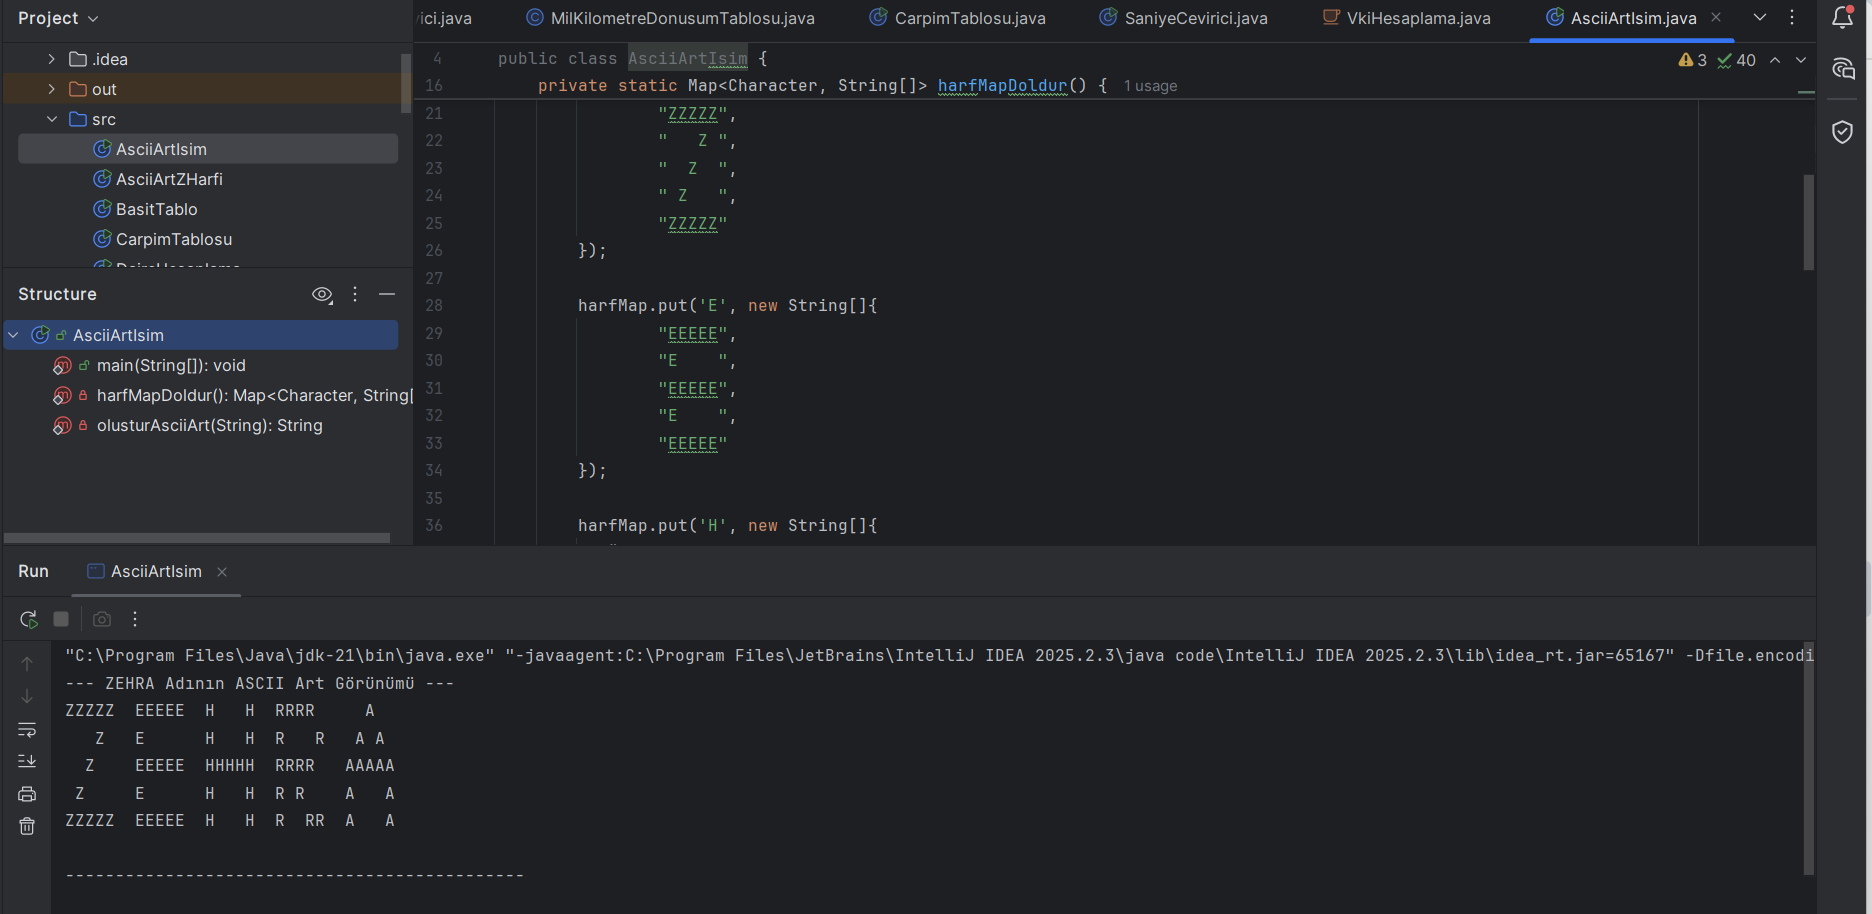 Project
.idea
out
src
AsciiArtIsim
AsciiArtZHarfi
BasitTablo
CarpimTablosu
Structure
AsciiArtIsim
main(String[]): void
harfMapDoldur(): Map<Character, String[
olusturAsciiArt(String): String
ici.java MilKilometreDonusumTablosu.java CarpimTablosu.java SaniyeCevirici.java VkiHesaplama.java AsciiArtIsim.java
3 40
4 public class AsciiArtIsim {
16 private static Map<Character, String[]> harfMapDoldur() { 1 usage
21 "ZZZZZ",
22 "   Z ",
23 "  Z  ",
24 " Z   ",
25 "ZZZZZ"
26 });
27
28 harfMap.put('E', new String[]{
29 "EEEEE",
30 "E    ",
31 "EEEEE",
32 "E    ",
33 "EEEEE"
34 });
35
36 harfMap.put('H', new String[]{
Run AsciiArtIsim
"C:\Program Files\Java\jdk-21\bin\java.exe" "-javaagent:C:\Program Files\JetBrains\IntelliJ IDEA 2025.2.3\java code\IntelliJ IDEA 2025.2.3\lib\idea_rt.jar=65167" -Dfile.encodi
--- ZEHRA Adının ASCII Art Görünümü ---
ZZZZZ  EEEEE  H   H  RRRR     A
   Z   E      H   H  R   R   A A
  Z    EEEEE  HHHHH  RRRR   AAAAA
 Z     E      H   H  R R    A   A
ZZZZZ  EEEEE  H   H  R  RR  A   A
----------------------------------------------